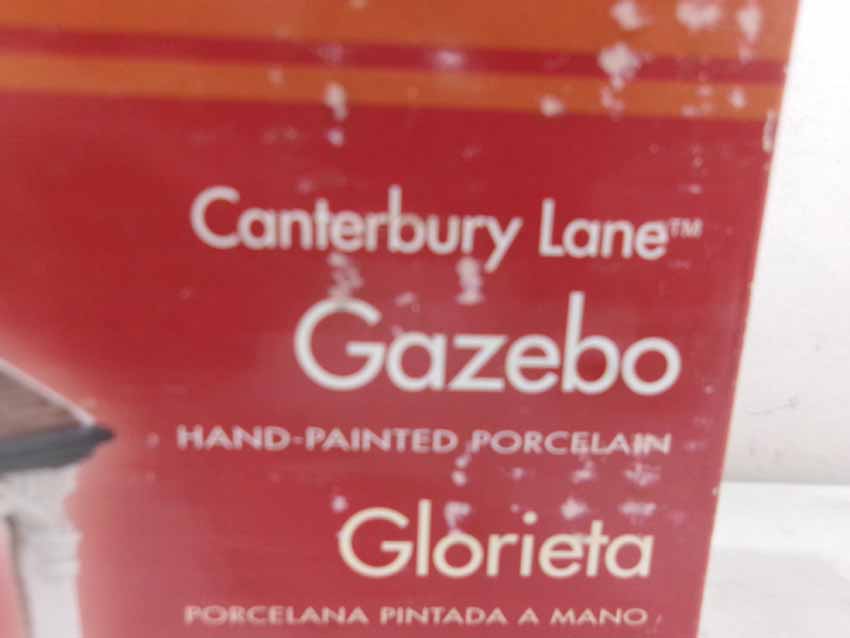 Canterbury Lane™
Gazebo
HAND-PAINTED PORCELAIN
Glorieta
PORCELANA PINTADA A MANO